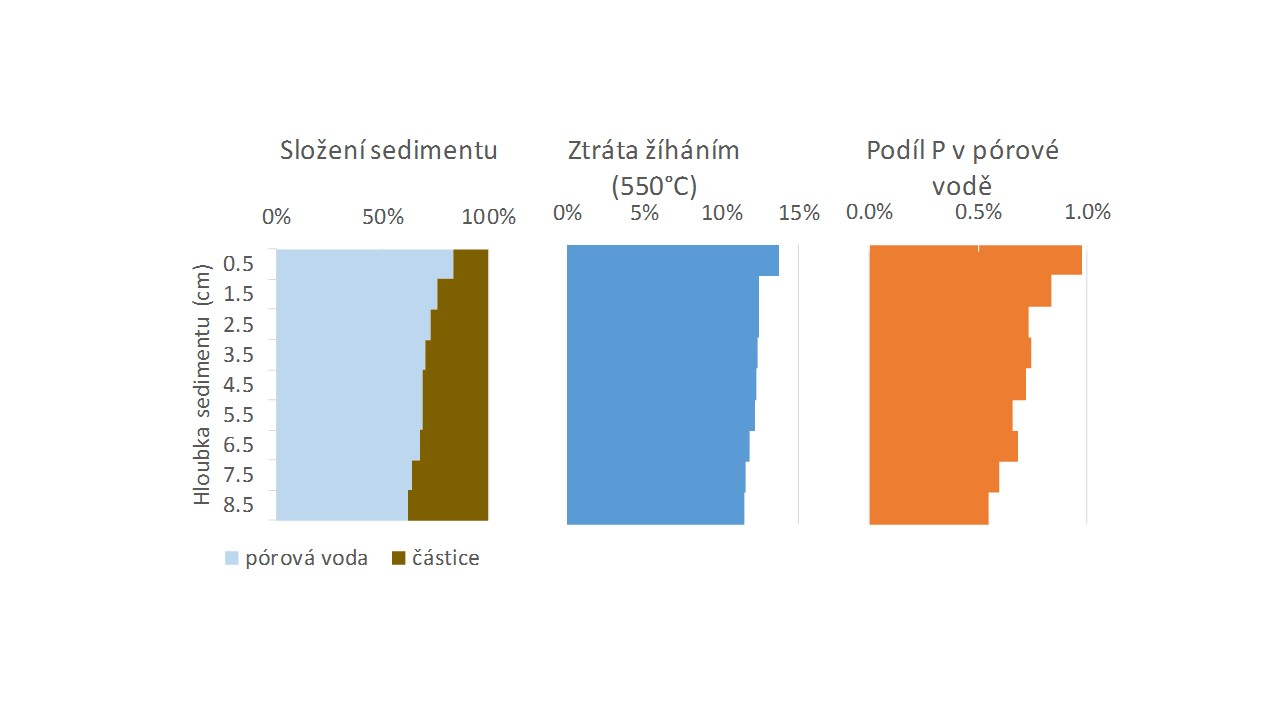 Složení sedimentu
0% 50% 100%
Hloubka sedimentu (cm)
0.5
1.5
2.5
3.5
4.5
5.5
6.5
7.5
8.5
pórová voda částice
Ztráta žíháním
(550°C)
0% 5% 10% 15%
Podíl P v pórové
vodě
0.0% 0.5% 1.0%